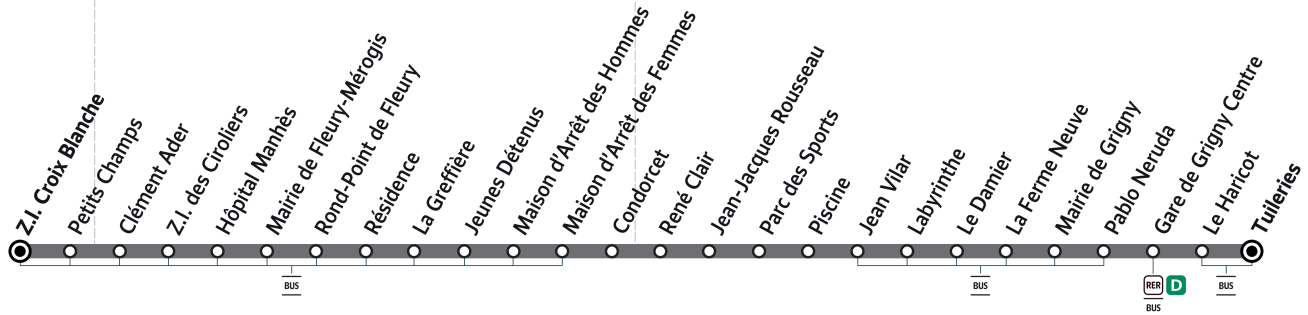 Z.I. Croix Blanche
Petits Champs
Clément Ader
Z.I. des Ciroliers
Hôpital Manhès
Mairie de Fleury-Mérogis
Rond-Point de Fleury
Résidence
La Greffière
Jeunes Détenus
Maison d'Arrêt des Hommes
Maison d'Arrêt des Femmes
Condorcet
René Clair
Jean-Jacques Rousseau
Parc des Sports
Piscine
Jean Vilar
Labyrinthe
Le Damier
La Ferme Neuve
Mairie de Grigny
Pablo Neruda
Gare de Grigny Centre
Le Haricot
Tuileries
BUS
BUS
RER D
BUS
BUS